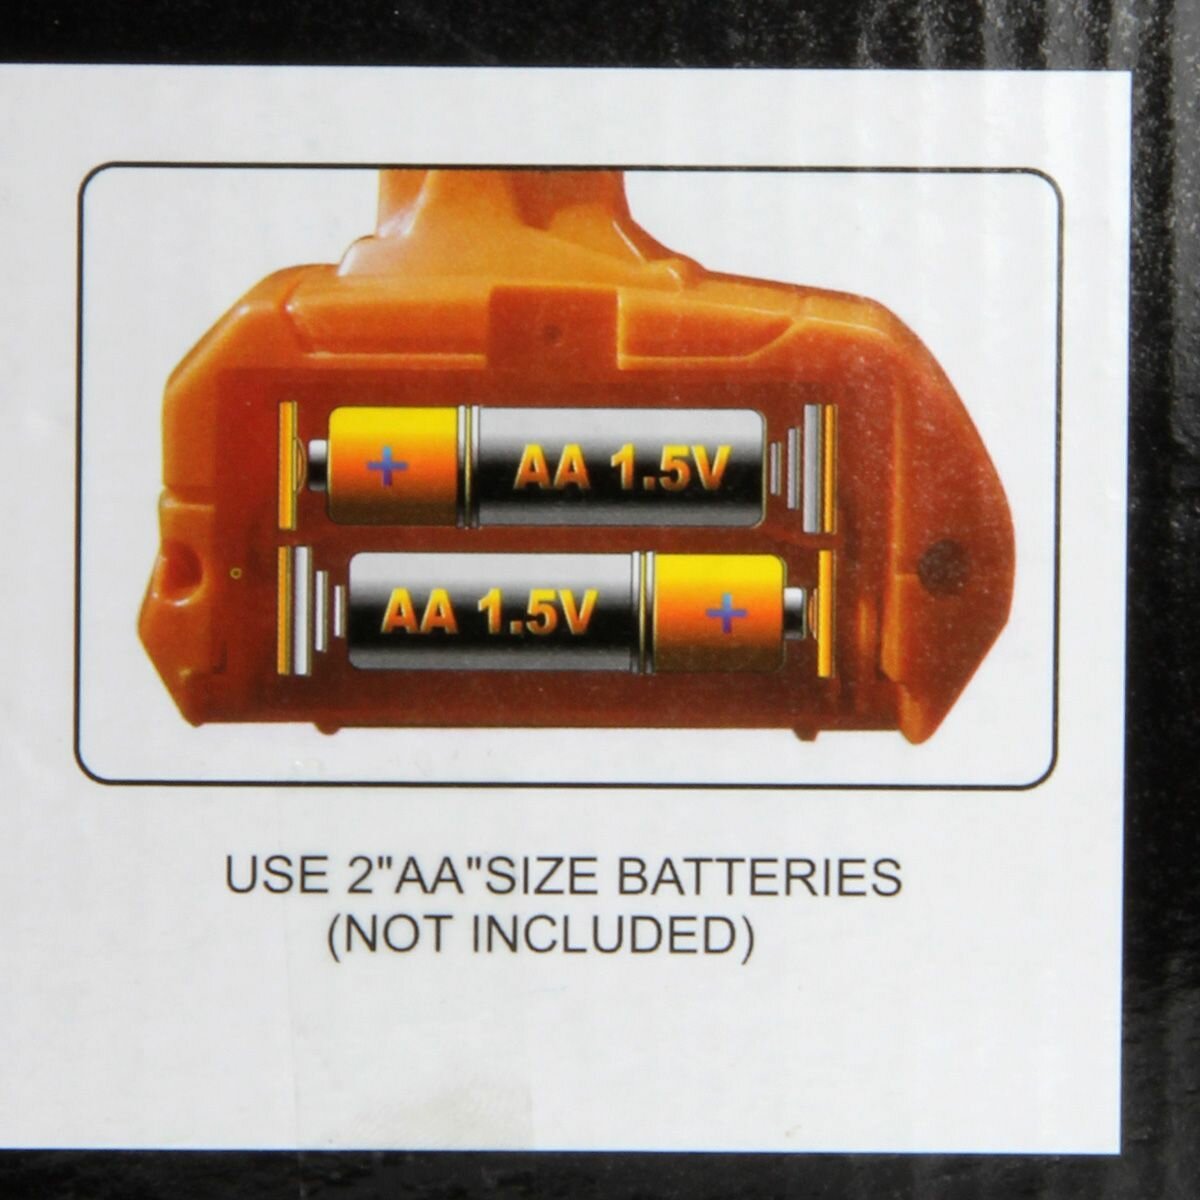 + AA 1.5V
AA 1.5V +
USE 2"AA"SIZE BATTERIES
(NOT INCLUDED)